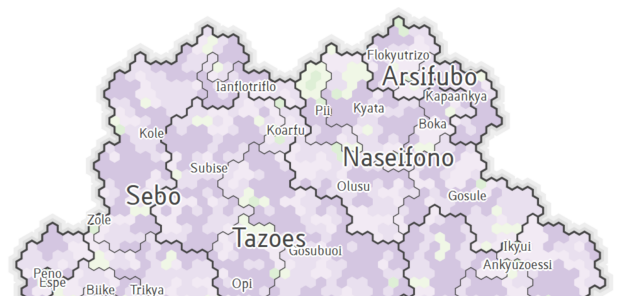 Flokyutrizo
Arsifubo
Ianflotriflo
Kapaankya
Pii
Kyata
Koarfu
Boka
Kole
Naseifono
Subise
Olusu
Sebo
Gosule
Zole
Tazoes
Gosubuoi
Ikyui
Ankyuzoessi
Peno
Espe
Biike
Trikya
Opi